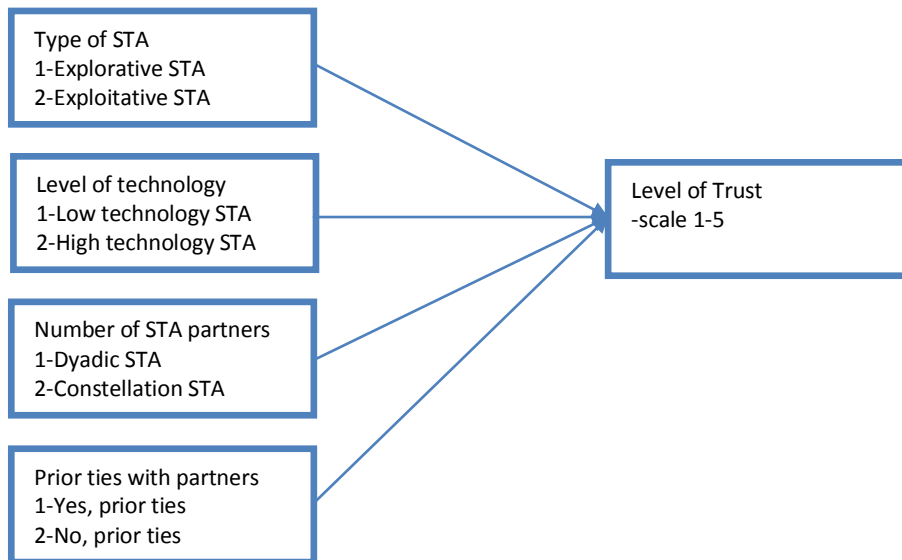 Type of STA
1-Explorative STA
2-Exploitative STA
Level of technology
1-Low technology STA
2-High technology STA
Number of STA partners
1-Dyadic STA
2-Constellation STA
Prior ties with partners
1-Yes, prior ties
2-No, prior ties
Level of Trust
-scale 1-5